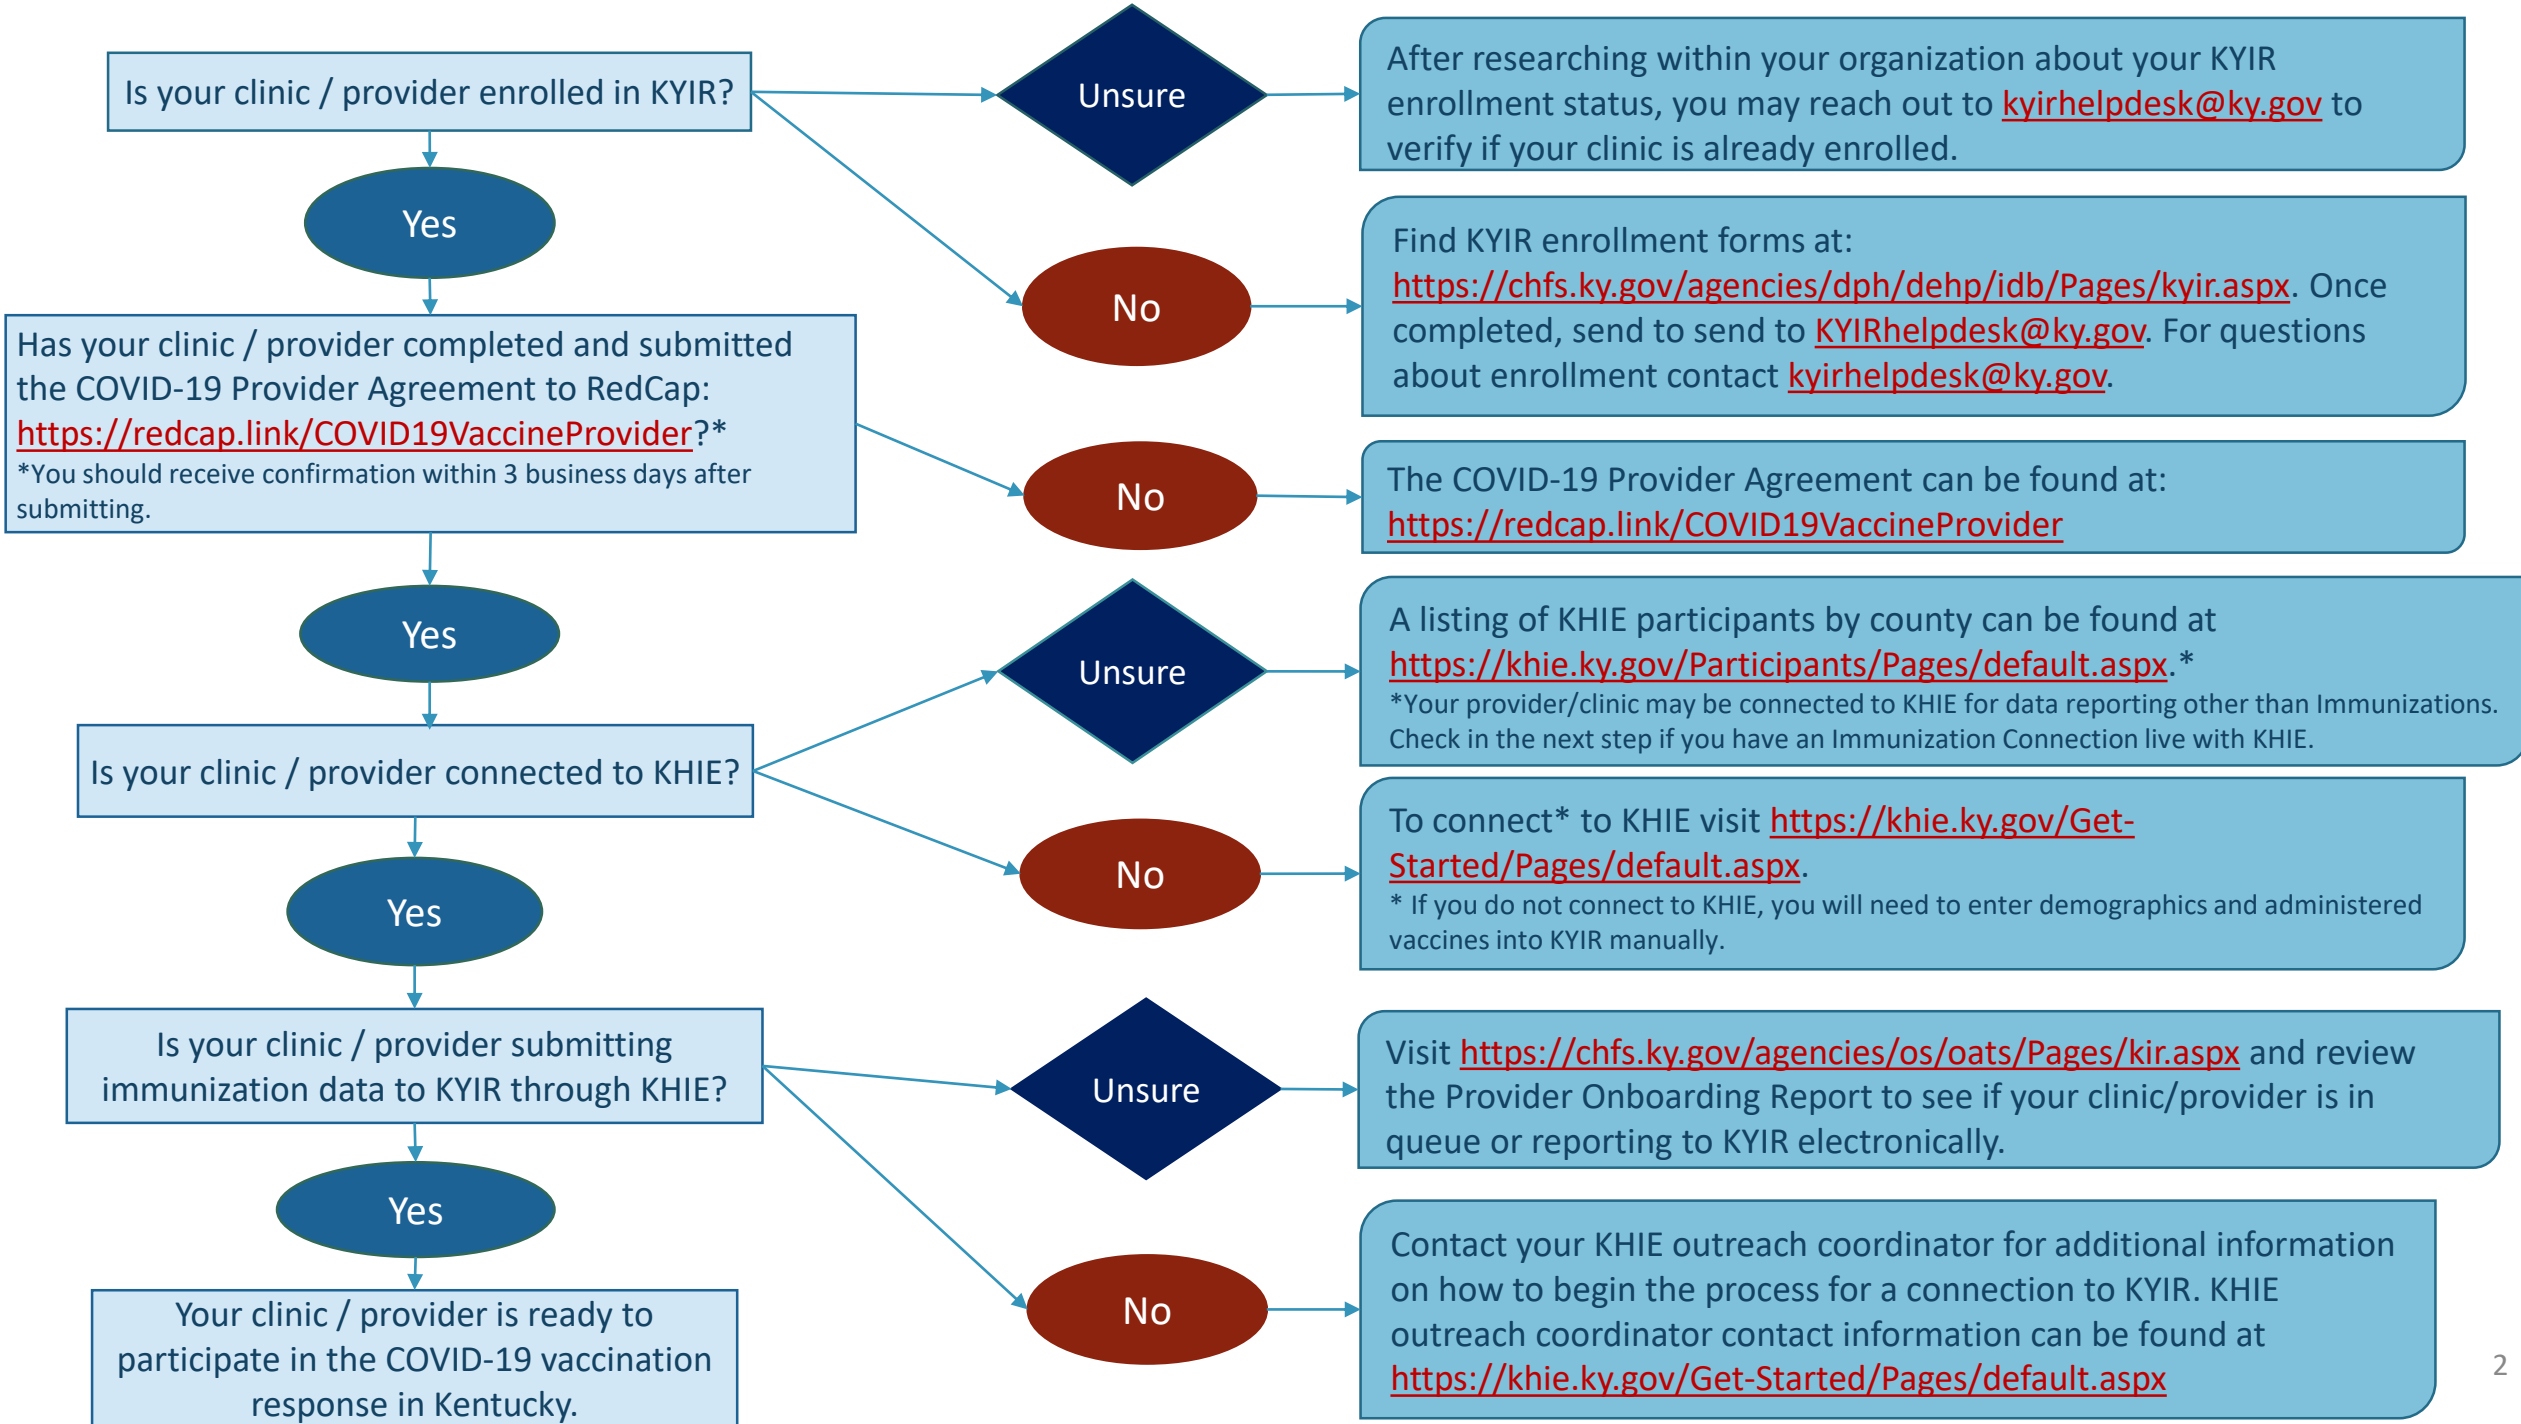 Is your clinic / provider enrolled in KYIR?
Unsure
After researching within your organization about your KYIR
enrollment status, you may reach out to kyirhelpdesk@ky.gov to
verify if your clinic is already enrolled.
Yes
No
Find KYIR enrollment forms at:
https://chfs.ky.gov/agencies/dph/dehp/idb/Pages/kyir.aspx. Once
completed, send to send to KYIRhelpdesk@ky.gov. For questions
about enrollment contact kyirhelpdesk@ky.gov.
Has your clinic / provider completed and submitted
the COVID-19 Provider Agreement to RedCap:
https://redcap.link/COVID19VaccineProvider?*
*You should receive confirmation within 3 business days after
submitting.
No
The COVID-19 Provider Agreement can be found at:
https://redcap.link/COVID19VaccineProvider
Yes
Unsure
A listing of KHIE participants by county can be found at
https://khie.ky.gov/Participants/Pages/default.aspx.*
*Your provider/clinic may be connected to KHIE for data reporting other than Immunizations.
Check in the next step if you have an Immunization Connection live with KHIE.
Is your clinic / provider connected to KHIE?
No
To connect* to KHIE visit https://khie.ky.gov/Get-
Started/Pages/default.aspx.
* If you do not connect to KHIE, you will need to enter demographics and administered
vaccines into KYIR manually.
Yes
Is your clinic / provider submitting
immunization data to KYIR through KHIE?
Unsure
Visit https://chfs.ky.gov/agencies/os/oats/Pages/kir.aspx and review
the Provider Onboarding Report to see if your clinic/provider is in
queue or reporting to KYIR electronically.
Yes
No
Contact your KHIE outreach coordinator for additional information
on how to begin the process for a connection to KYIR. KHIE
outreach coordinator contact information can be found at
https://khie.ky.gov/Get-Started/Pages/default.aspx
Your clinic / provider is ready to
participate in the COVID-19 vaccination
response in Kentucky.
2